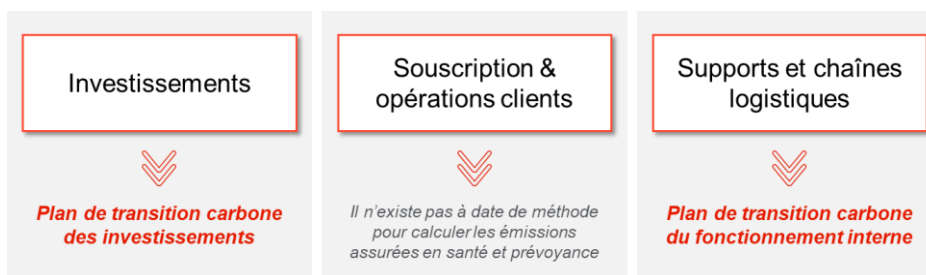 Investissements
Plan de transition carbone
des investissements
Souscription &
opérations clients
Il n’existe pas à date de méthode
pour calculer les émissions
assurées en santé et prévoyance
Supports et chaînes
logistiques
Plan de transition carbone
du fonctionnement interne